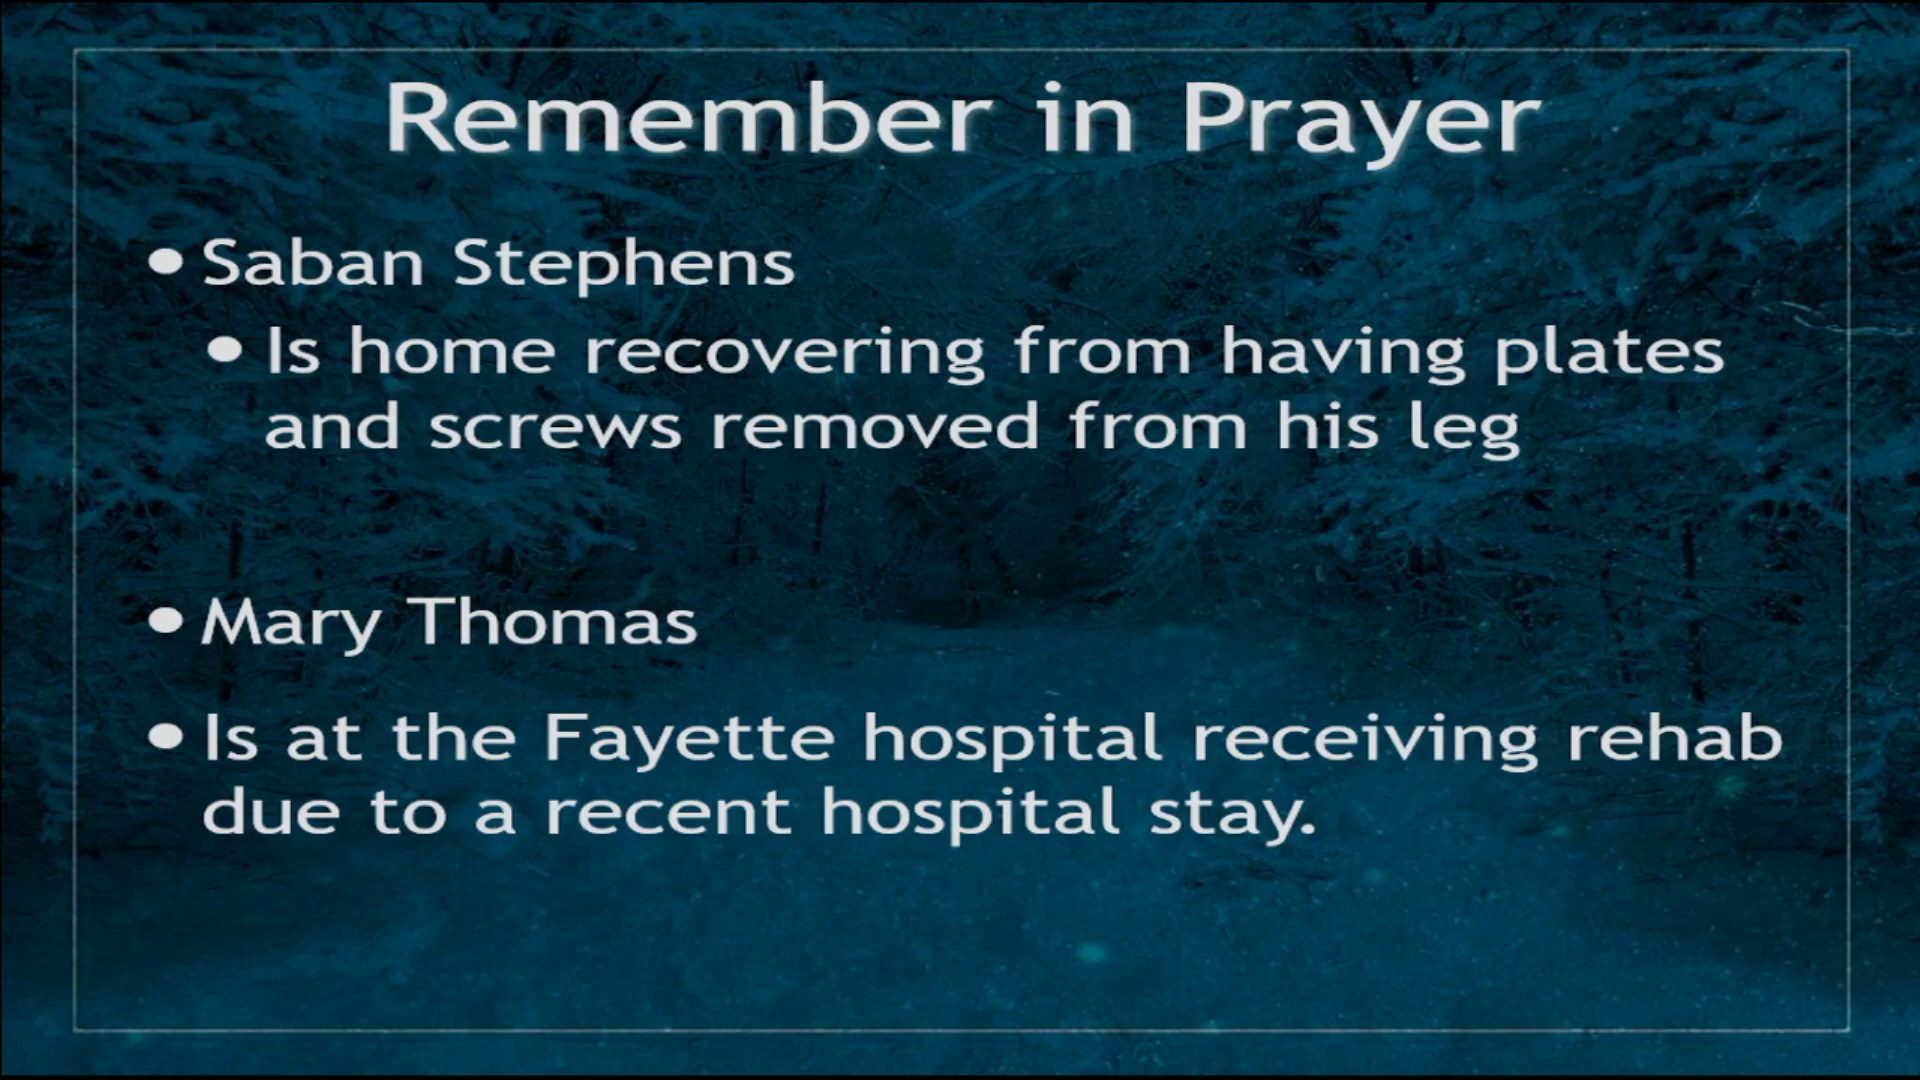 Remember in Prayer
• Saban Stephens
• Is home recovering from having plates
and screws removed from his leg
• Mary Thomas
• Is at the Fayette hospital receiving rehab
due to a recent hospital stay.